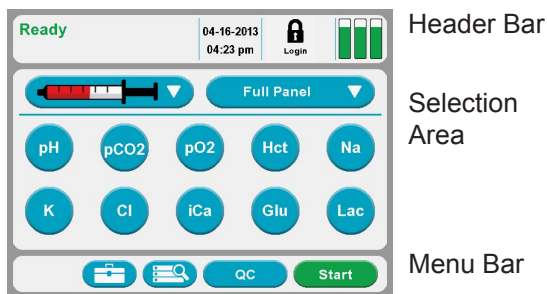 Ready
04-16-2013
04:23 pm
Login
Header Bar
Full Panel
Selection
Area
pH pCO2 pO2 Hct Na
K Cl iCa Glu Lac
QC Start
Menu Bar